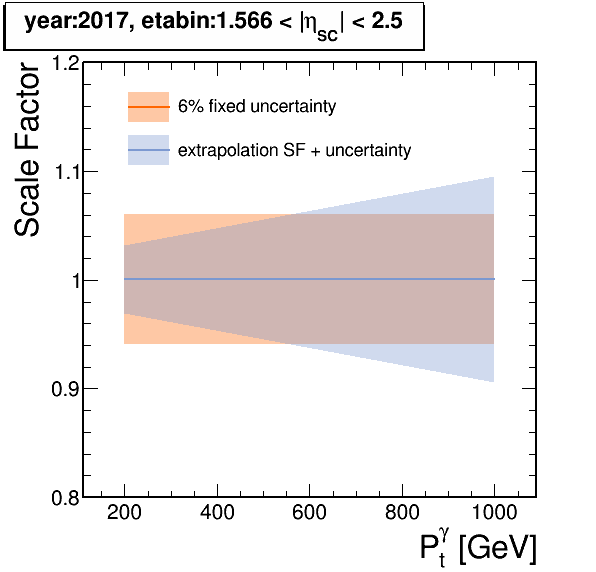 year:2017, etabin:1.566 < |η_SC| < 2.5
Scale Factor
1.2
1.1
1
0.9
0.8
6% fixed uncertainty
extrapolation SF + uncertainty
200 400 600 800 1000
P_t^γ [GeV]